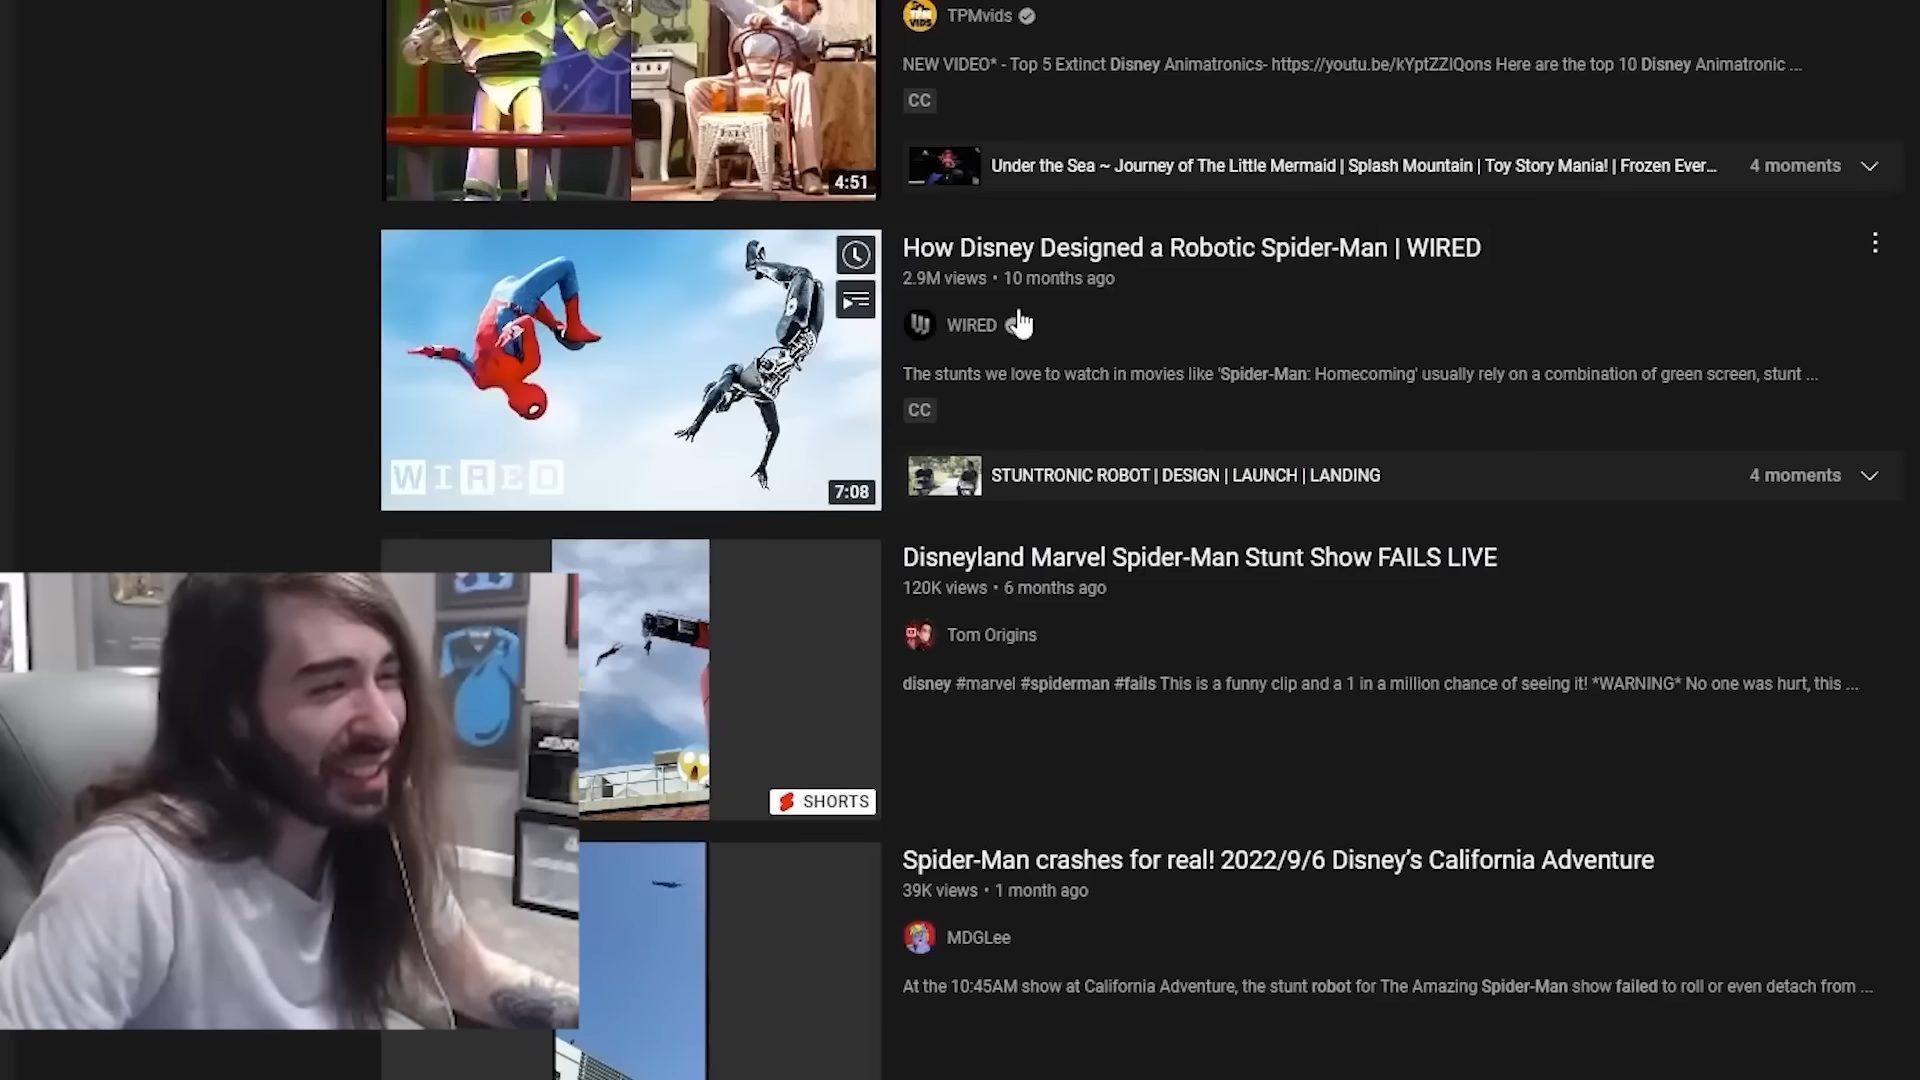 TPMvids
NEW VIDEO* - Top 5 Extinct Disney Animatronics- https://youtu.be/kYptZZIQons Here are the top 10 Disney Animatronic ...
CC
4:51
Under the Sea ~ Journey of The Little Mermaid | Splash Mountain | Toy Story Mania! | Frozen Ever... 4 moments
How Disney Designed a Robotic Spider-Man | WIRED
2.9M views • 10 months ago
WIRED
The stunts we love to watch in movies like 'Spider-Man: Homecoming' usually rely on a combination of green screen, stunt ...
CC
WIRED
7:08
STUNTRONIC ROBOT | DESIGN | LAUNCH | LANDING 4 moments
Disneyland Marvel Spider-Man Stunt Show FAILS LIVE
120K views • 6 months ago
Tom Origins
disney #marvel #spiderman #fails This is a funny clip and a 1 in a million chance of seeing it! *WARNING* No one was hurt, this ...
SHORTS
Spider-Man crashes for real! 2022/9/6 Disney’s California Adventure
39K views • 1 month ago
MDGLee
At the 10:45AM show at California Adventure, the stunt robot for The Amazing Spider-Man show failed to roll or even detach from ...